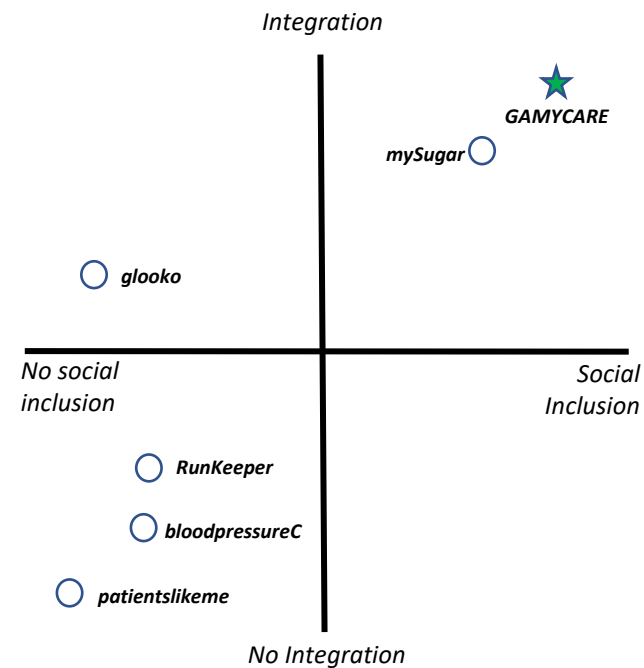 Integration
GAMYCARE
mySugar
glooko
No social
inclusion
Social
Inclusion
RunKeeper
bloodpressureC
patientslikeme
No Integration